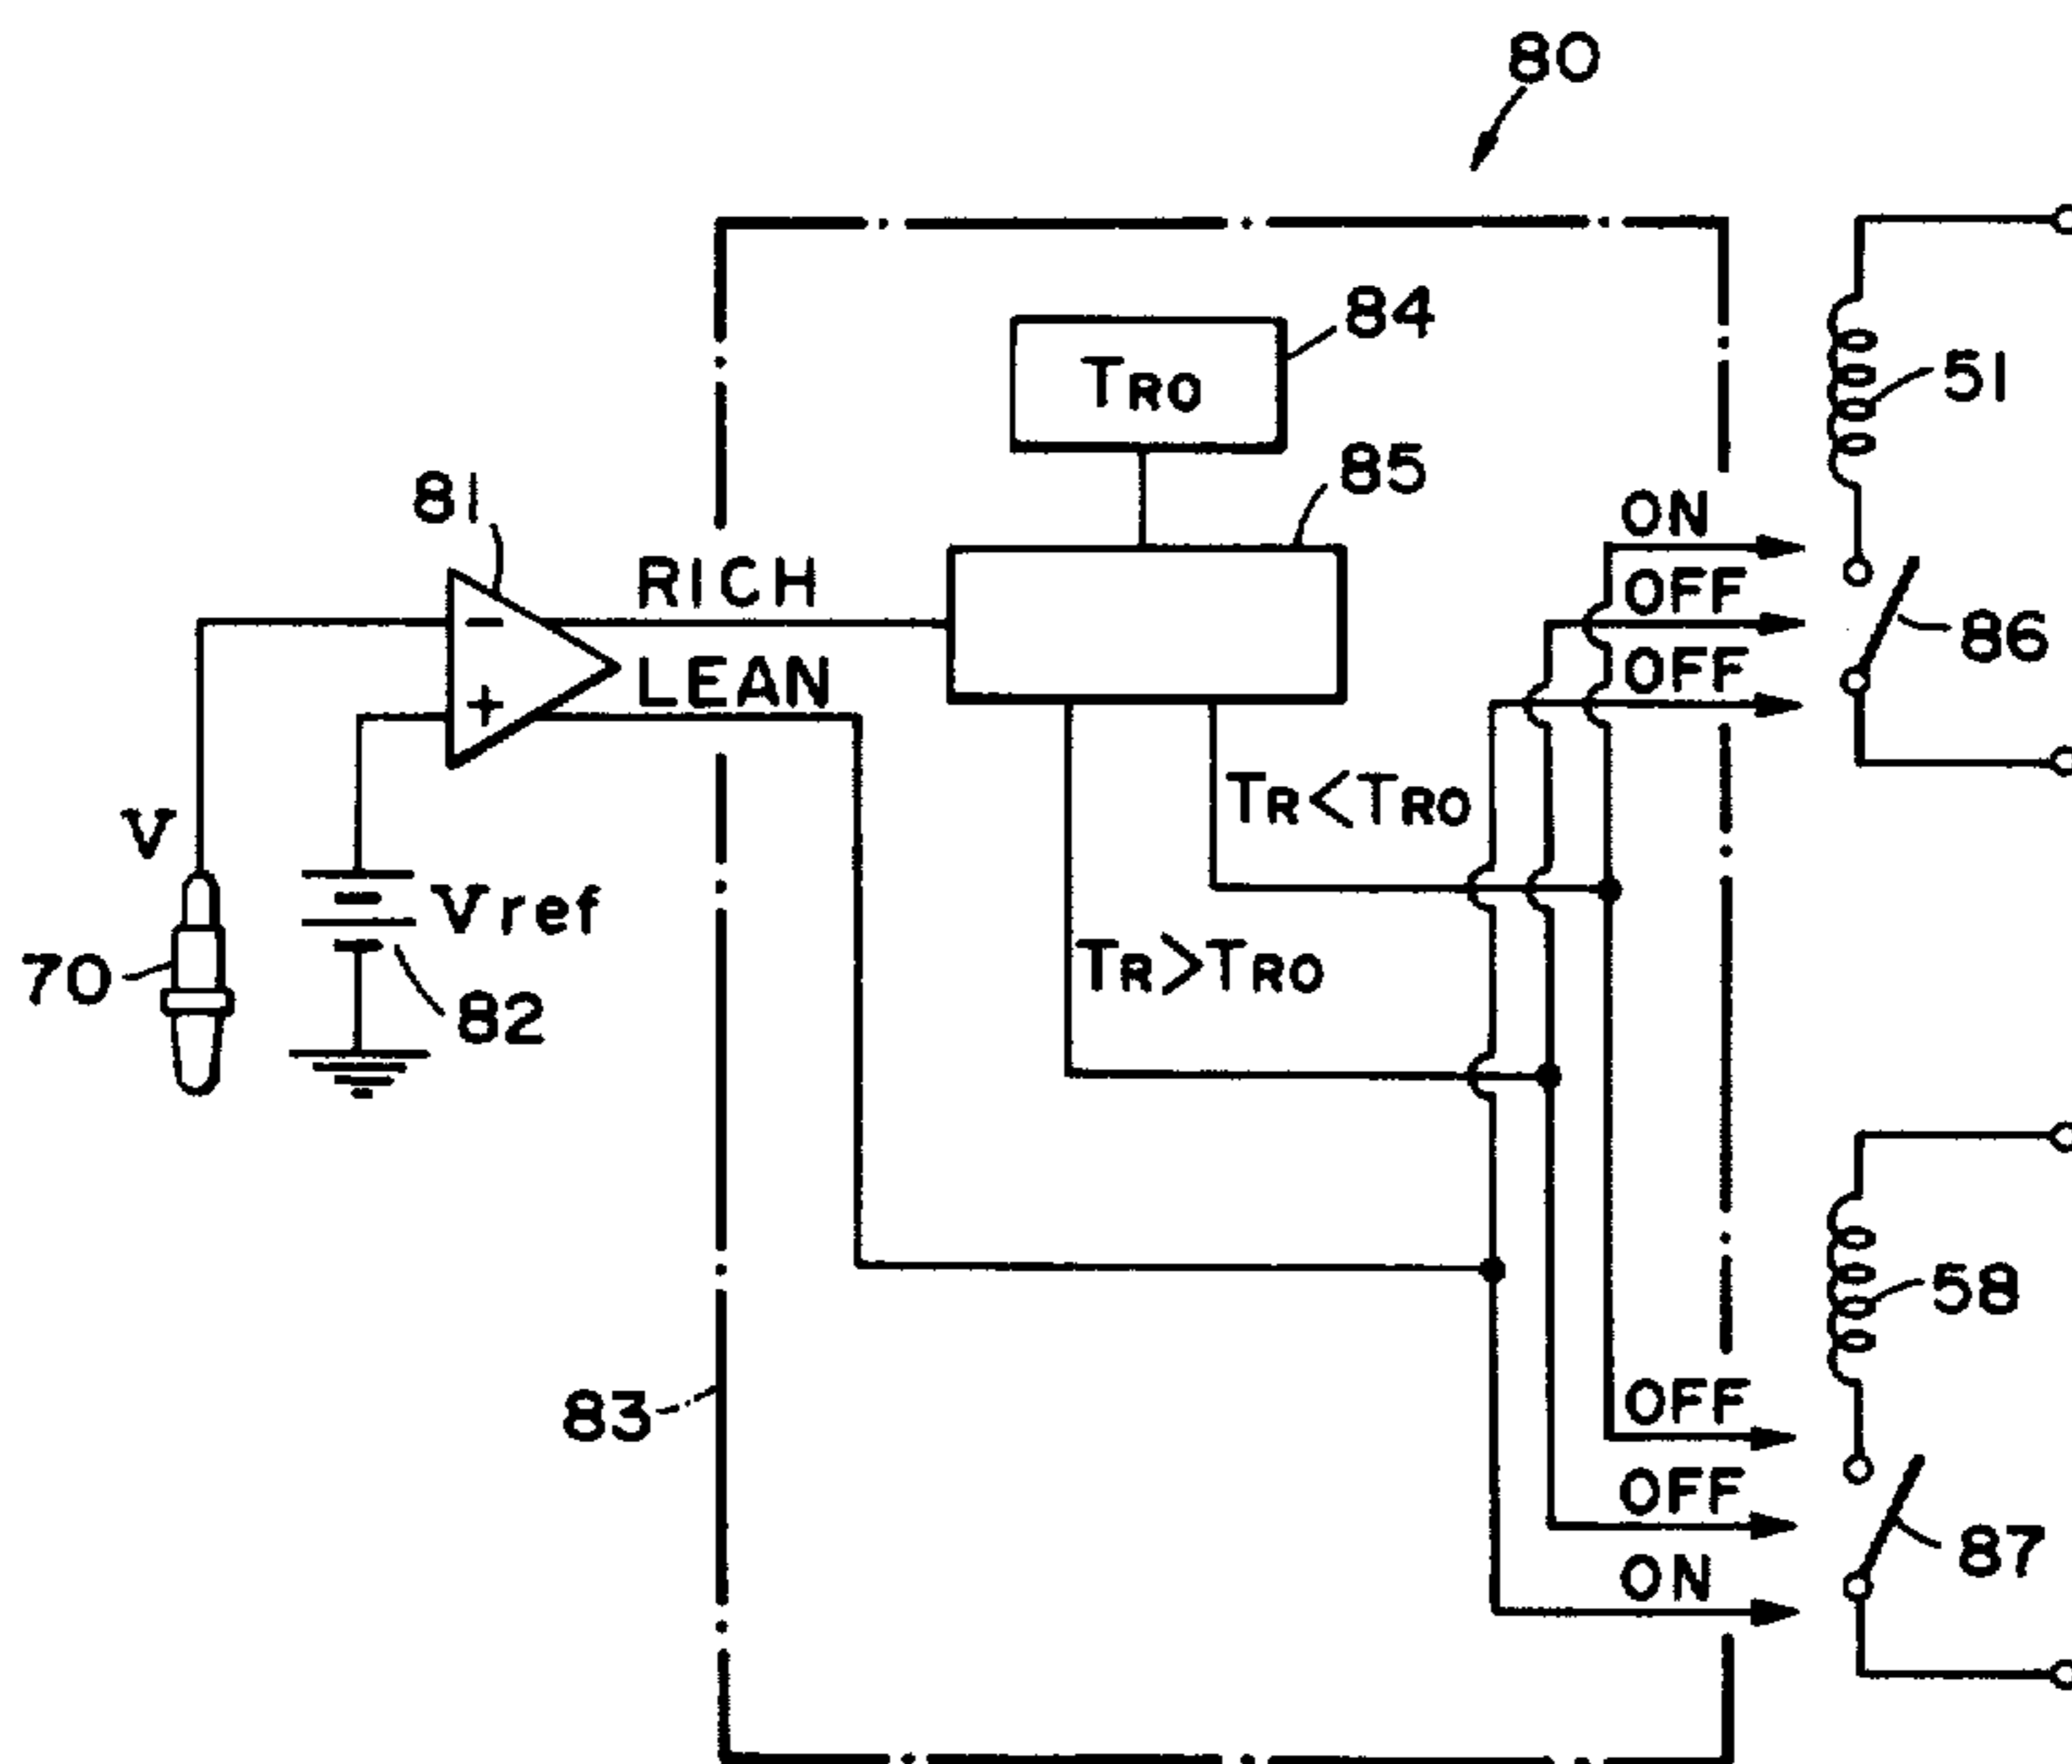 80
84
TRO
51
85
81
ON
RICH
OFF
86
OFF
LEAN
−
+
TR<TRO
V
Vref
TR>TRO
70
82
58
83
OFF
OFF
87
ON